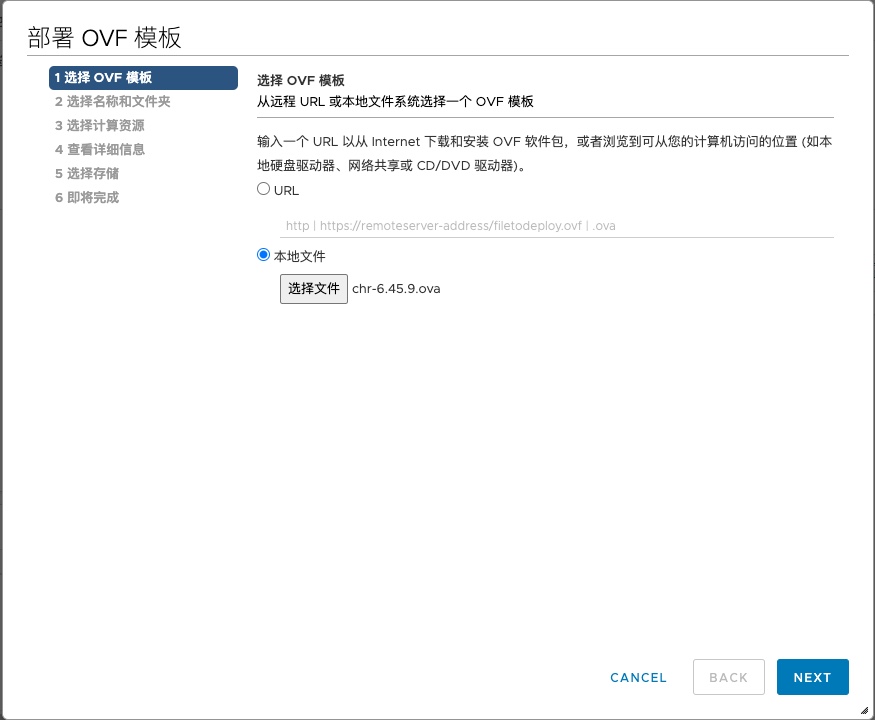 部署 OVF 模板
1 选择 OVF 模板
2 选择名称和文件夹
3 选择计算资源
4 查看详细信息
5 选择存储
6 即将完成
选择 OVF 模板
从远程 URL 或本地文件系统选择一个 OVF 模板
输入一个 URL 以从 Internet 下载和安装 OVF 软件包，或者浏览到可从您的计算机访问的位置 (如本
地硬盘驱动器、网络共享或 CD/DVD 驱动器)。
URL
http | https://remoteserver-address/filetodeploy.ovf | .ova
本地文件
选择文件 chr-6.45.9.ova
CANCEL BACK NEXT